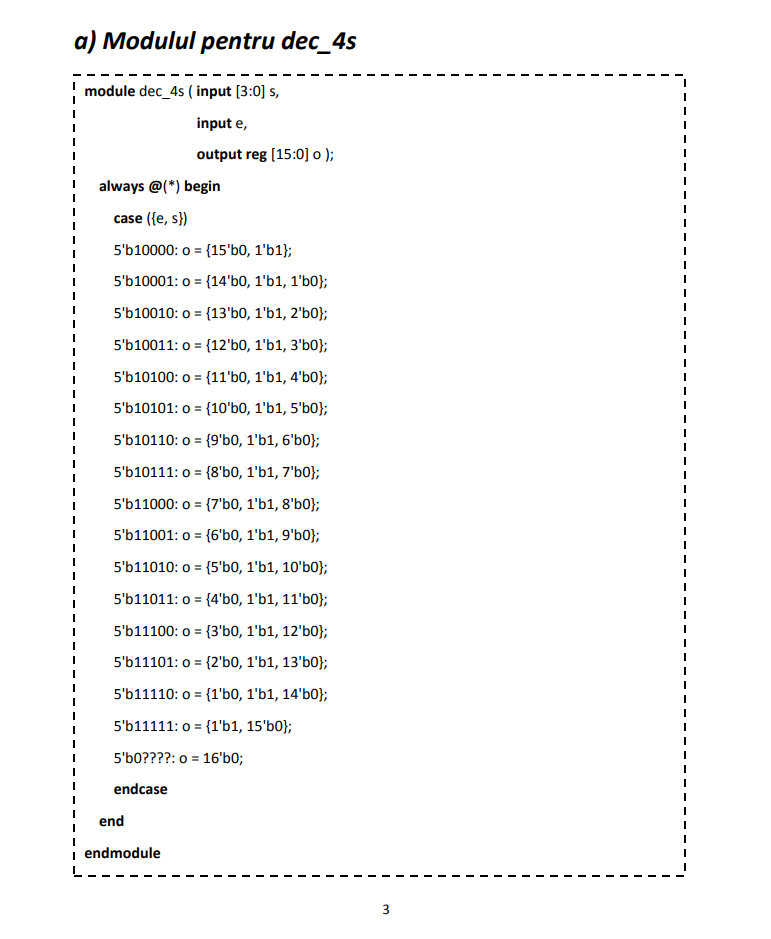 a) Modulul pentru dec_4s
module dec_4s ( input [3:0] s,
input e,
output reg [15:0] o );
always @(*) begin
case ({e, s})
5'b10000: o = {15'b0, 1'b1};
5'b10001: o = {14'b0, 1'b1, 1'b0};
5'b10010: o = {13'b0, 1'b1, 2'b0};
5'b10011: o = {12'b0, 1'b1, 3'b0};
5'b10100: o = {11'b0, 1'b1, 4'b0};
5'b10101: o = {10'b0, 1'b1, 5'b0};
5'b10110: o = {9'b0, 1'b1, 6'b0};
5'b10111: o = {8'b0, 1'b1, 7'b0};
5'b11000: o = {7'b0, 1'b1, 8'b0};
5'b11001: o = {6'b0, 1'b1, 9'b0};
5'b11010: o = {5'b0, 1'b1, 10'b0};
5'b11011: o = {4'b0, 1'b1, 11'b0};
5'b11100: o = {3'b0, 1'b1, 12'b0};
5'b11101: o = {2'b0, 1'b1, 13'b0};
5'b11110: o = {1'b0, 1'b1, 14'b0};
5'b11111: o = {1'b1, 15'b0};
5'b0????: o = 16'b0;
endcase
end
endmodule
3